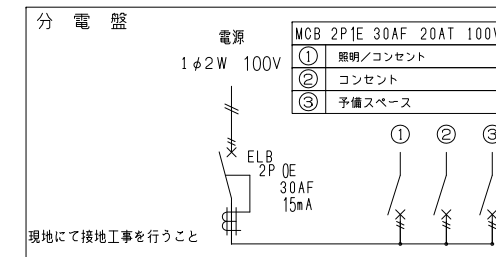 分 電 盤
電源
1φ2W 100V
MCB 2P1E 30AF 20AT 100V
① 照明/コンセント
② コンセント
③ 予備スペース
① ② ③
ELB
2P 0E
30AF
15mA
現地にて接地工事を行うこと